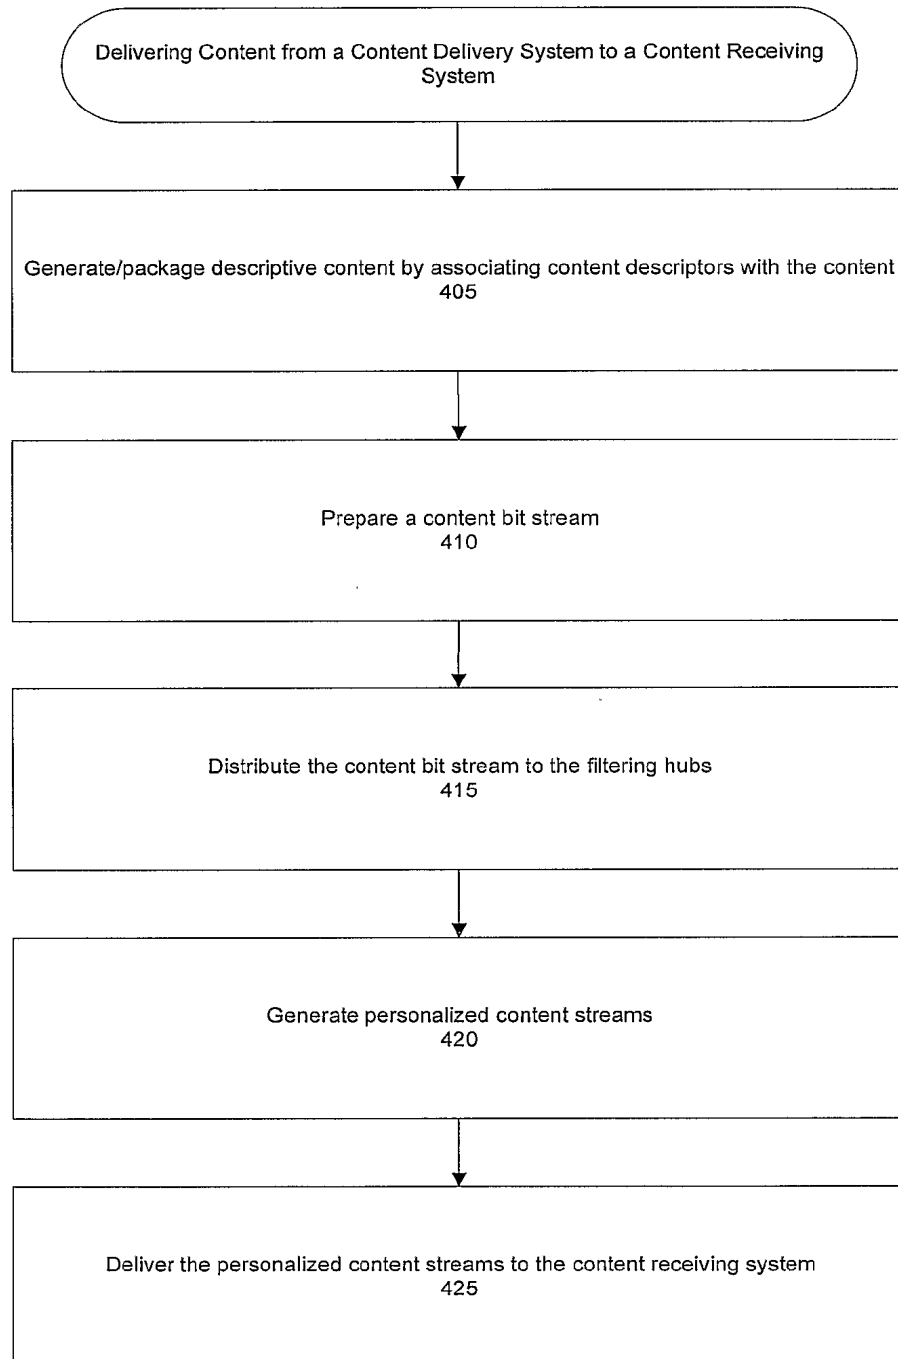 Delivering Content from a Content Delivery System to a Content Receiving
System
Generate/package descriptive content by associating content descriptors with the content
405
Prepare a content bit stream
410
Distribute the content bit stream to the filtering hubs
415
Generate personalized content streams
420
Deliver the personalized content streams to the content receiving system
425